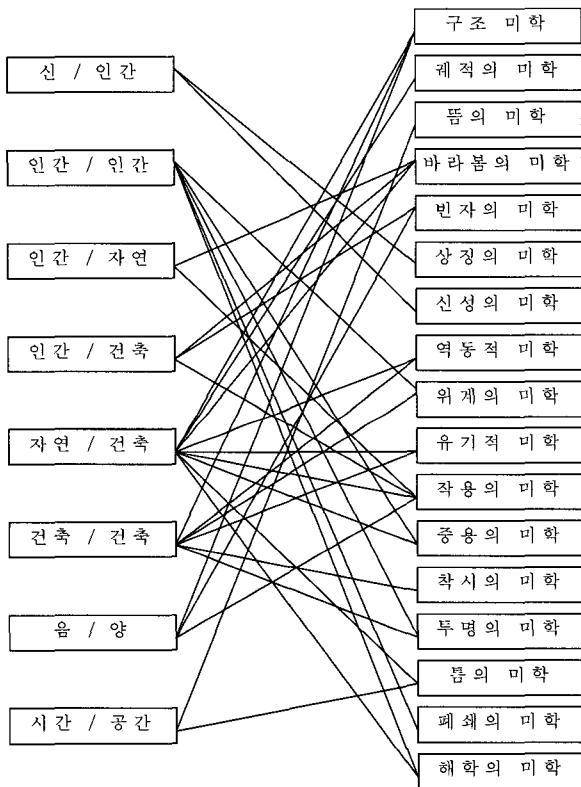 신 / 인간
인간 / 인간
인간 / 자연
인간 / 건축
자연 / 건축
건축 / 건축
음 / 양
시간 / 공간
구조 미학
궤적의 미학
뜸의 미학
바라봄의 미학
빈자의 미학
상징의 미학
신성의 미학
역동적 미학
위계의 미학
유기적 미학
작용의 미학
중용의 미학
착시의 미학
투명의 미학
틈의 미학
폐쇄의 미학
해학의 미학